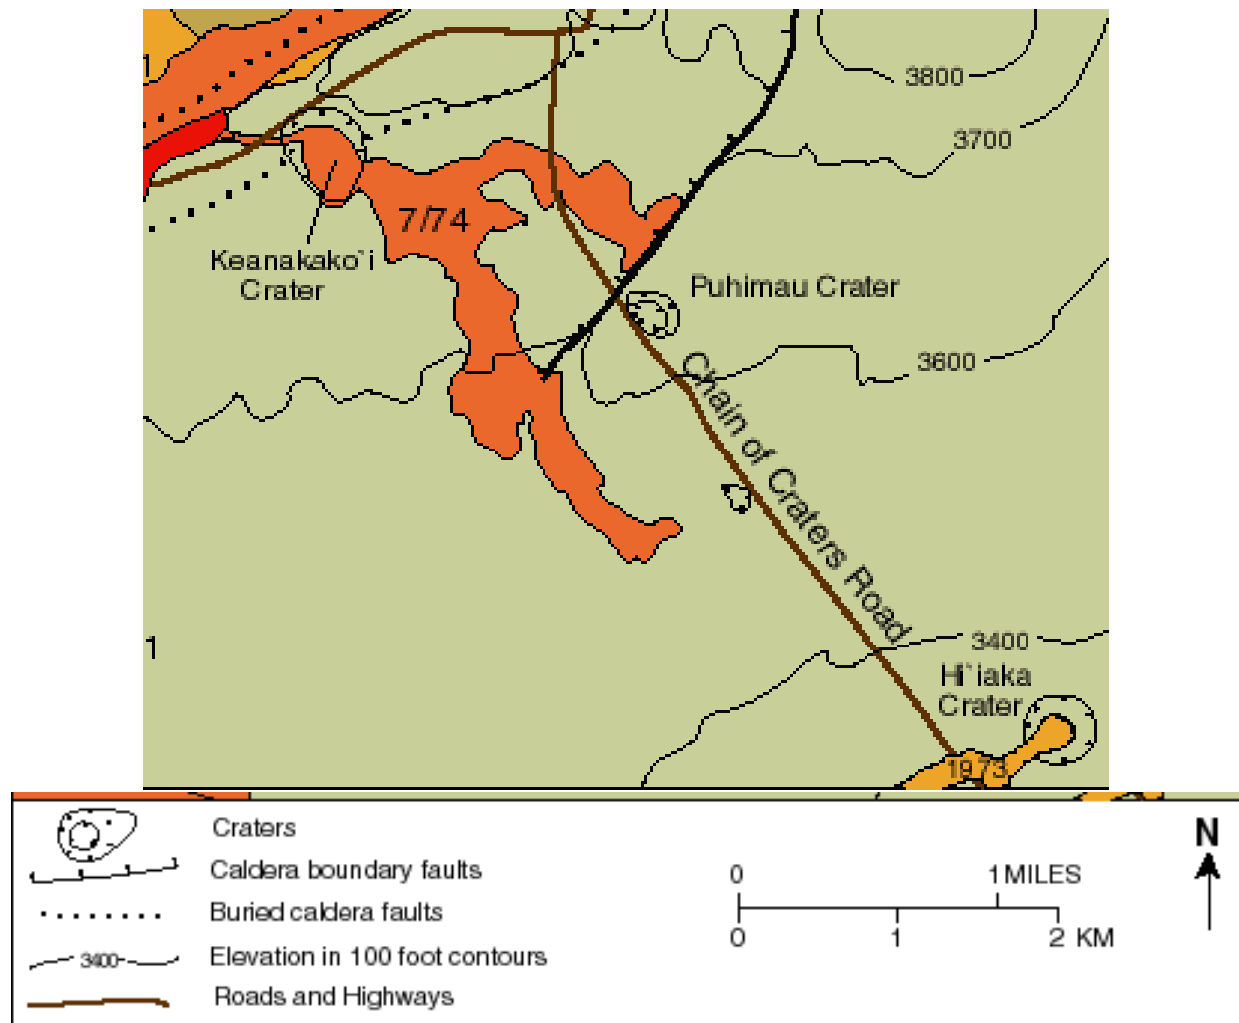 1
3800
3700
7/74
Keanakako`i
Crater
Puhimau Crater
3600
Chain of Craters Road
1
3400
Hi`iaka
Crater
1973
Craters
Caldera boundary faults
Buried caldera faults
3400
Elevation in 100 foot contours
Roads and Highways
0 1 MILES
0 1 2 KM
N